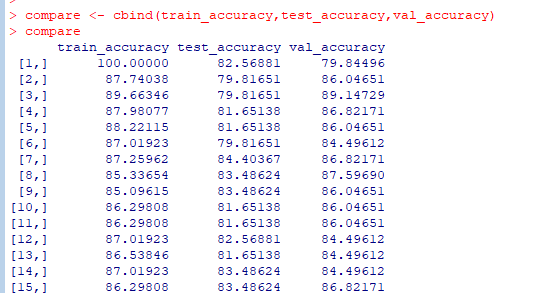 >
> compare <- cbind(train_accuracy,test_accuracy,val_accuracy)
> compare
train_accuracy test_accuracy val_accuracy
[1,] 100.00000 82.56881 79.84496
[2,] 87.74038 79.81651 86.04651
[3,] 89.66346 79.81651 89.14729
[4,] 87.98077 81.65138 86.82171
[5,] 88.22115 81.65138 86.04651
[6,] 87.01923 79.81651 84.49612
[7,] 87.25962 84.40367 86.82171
[8,] 85.33654 83.48624 87.59690
[9,] 85.09615 83.48624 86.04651
[10,] 86.29808 81.65138 86.04651
[11,] 86.29808 81.65138 86.04651
[12,] 87.01923 82.56881 84.49612
[13,] 86.53846 81.65138 84.49612
[14,] 87.01923 83.48624 84.49612
[15,] 86.29808 83.48624 86.82171